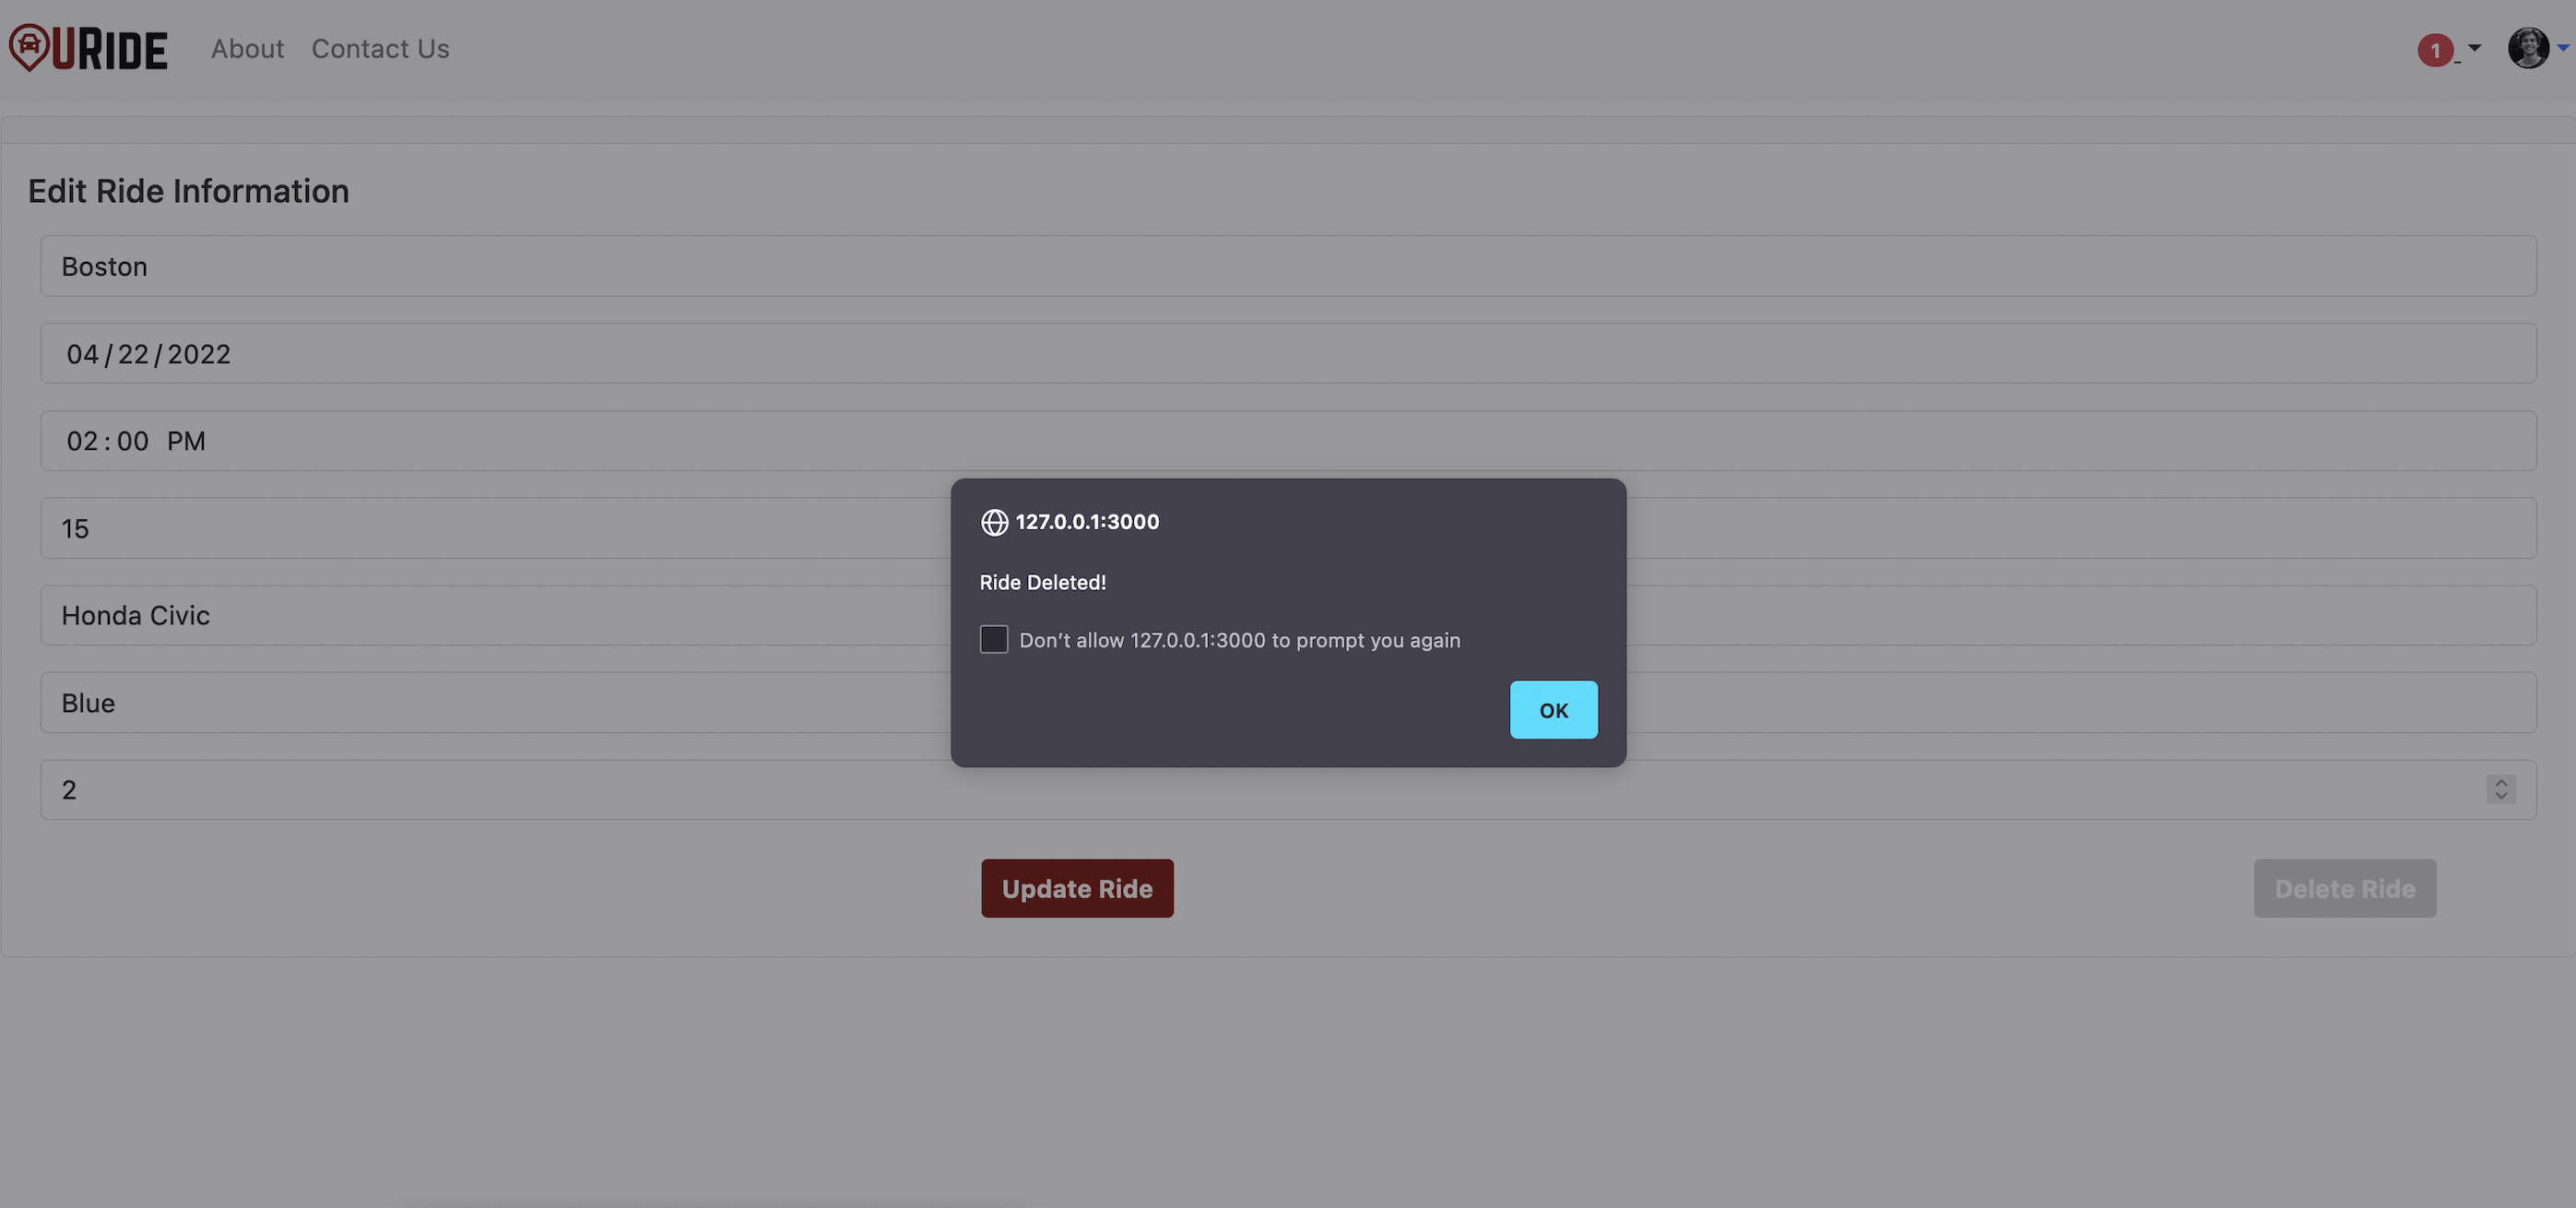 URIDE About Contact Us 1
Edit Ride Information
Boston
04/22/2022
02:00 PM
15
Honda Civic
Blue
2
127.0.0.1:3000
Ride Deleted!
Don't allow 127.0.0.1:3000 to prompt you again
OK
Update Ride Delete Ride